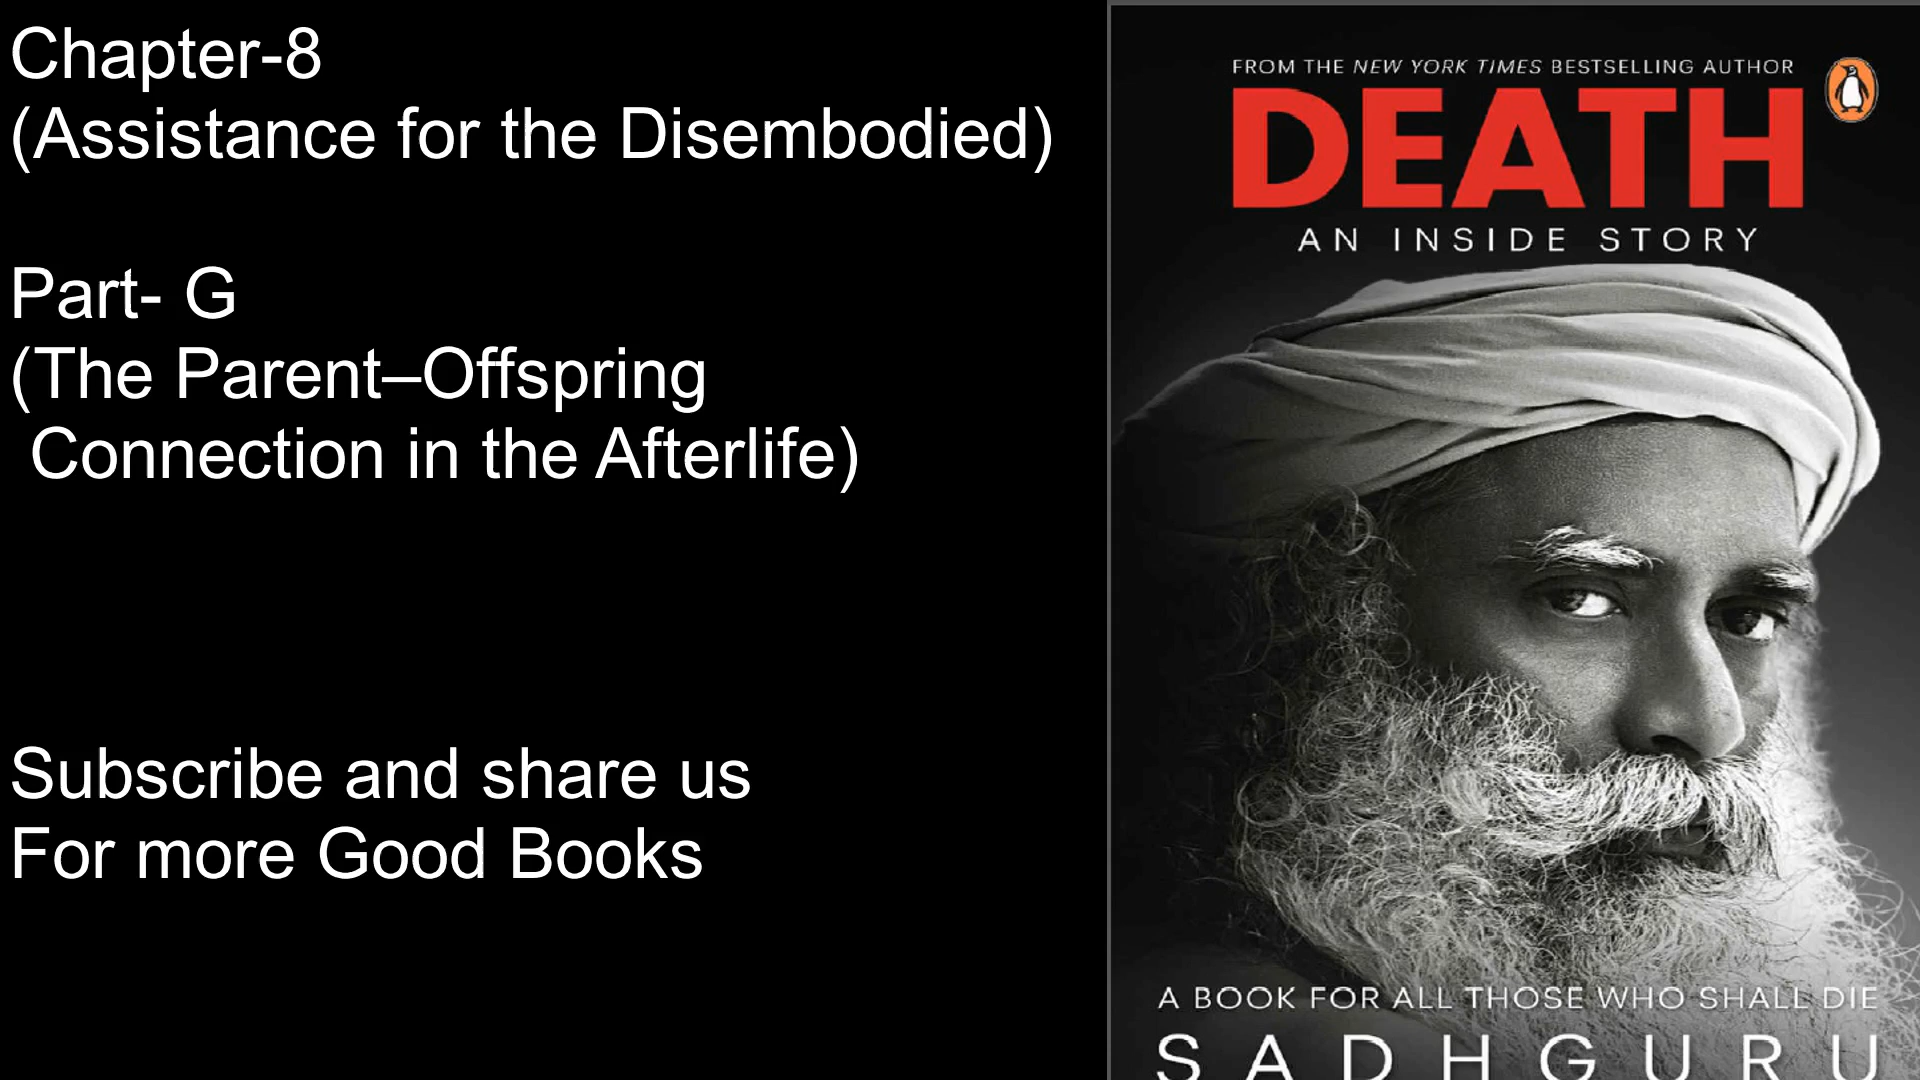 Chapter-8
(Assistance for the Disembodied)
Part- G
(The Parent–Offspring
Connection in the Afterlife)
Subscribe and share us
For more Good Books
FROM THE NEW YORK TIMES BESTSELLING AUTHOR
DEATH
AN INSIDE STORY
A BOOK FOR ALL THOSE WHO SHALL DIE
SADHGURU